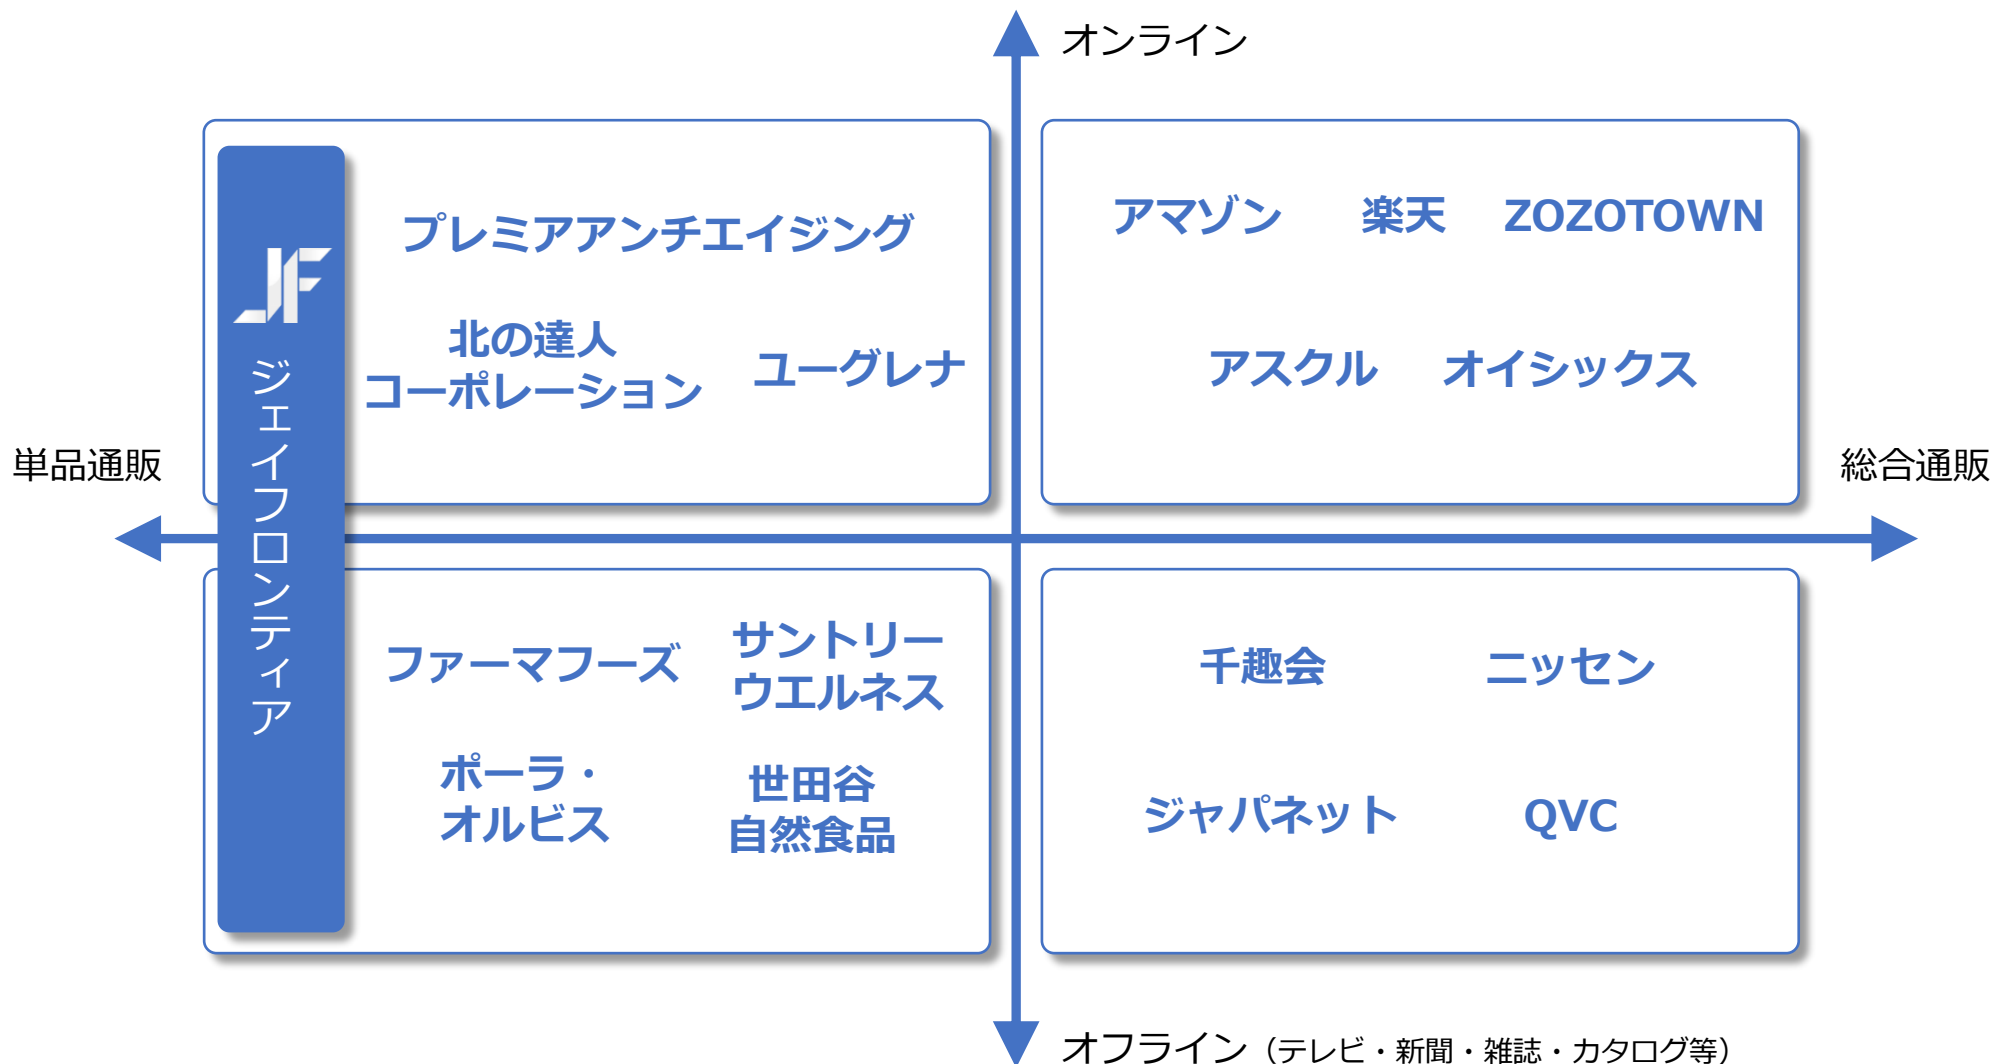 オンライン
プレミアアンチエイジング
北の達人
コーポレーション
ユーグレナ
アマゾン 楽天 ZOZOTOWN
アスクル オイシックス
単品通販
JF
ジェイフロンティア
総合通販
ファーマフーズ
サントリー
ウエルネス
ポーラ・
オルビス
世田谷
自然食品
千趣会 ニッセン
ジャパネット QVC
オフライン（テレビ・新聞・雑誌・カタログ等）